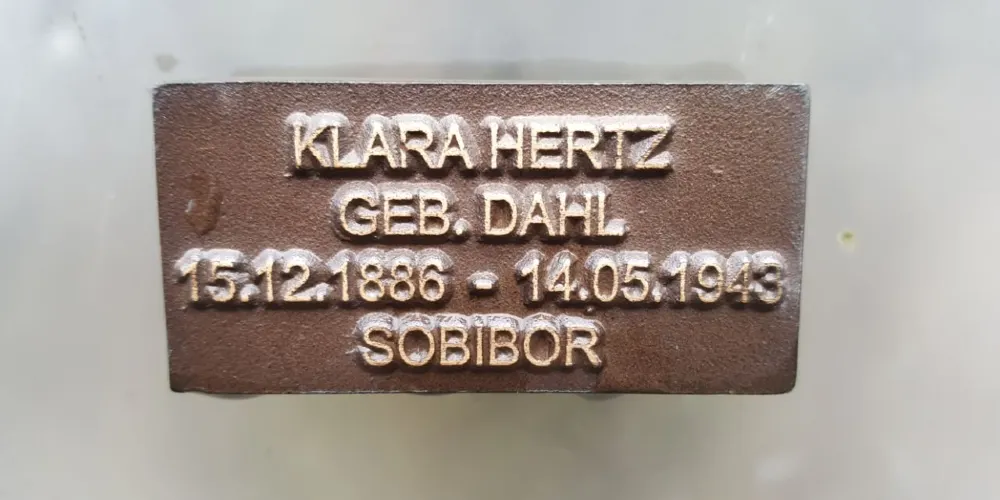 KLARA HERTZ
GEB. DAHL
15.12.1886 - 14.05.1943
SOBIBOR